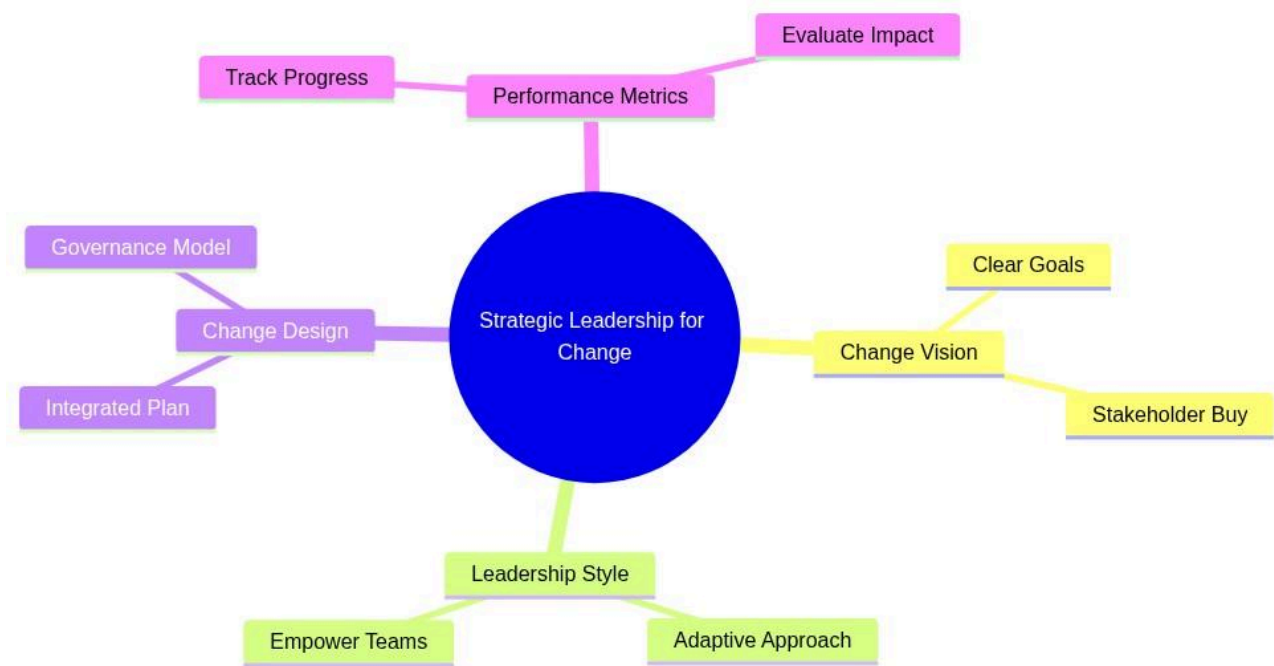 Evaluate Impact
Track Progress
Performance Metrics
Governance Model
Clear Goals
Strategic Leadership for
Change
Change Design
Change Vision
Integrated Plan
Stakeholder Buy
Leadership Style
Empower Teams
Adaptive Approach